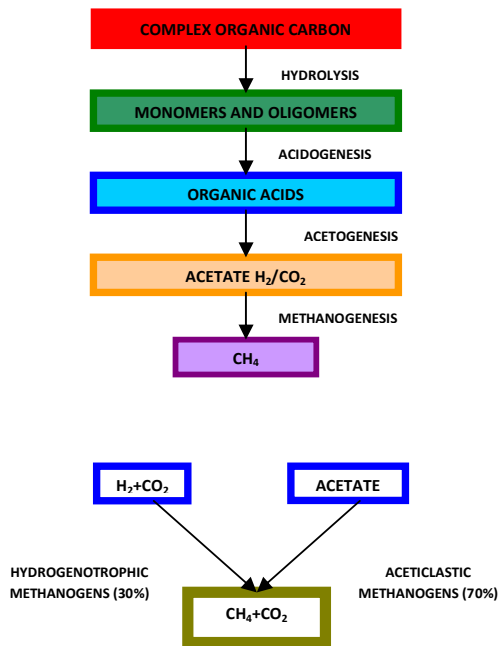 COMPLEX ORGANIC CARBON
HYDROLYSIS
MONOMERS AND OLIGOMERS
ACIDOGENESIS
ORGANIC ACIDS
ACETOGENESIS
ACETATE H₂/CO₂
METHANOGENESIS
CH₄
H₂+CO₂
ACETATE
HYDROGENOTROPHIC
METHANOGENS (30%)
ACETICLASTIC
METHANOGENS (70%)
CH₄+CO₂